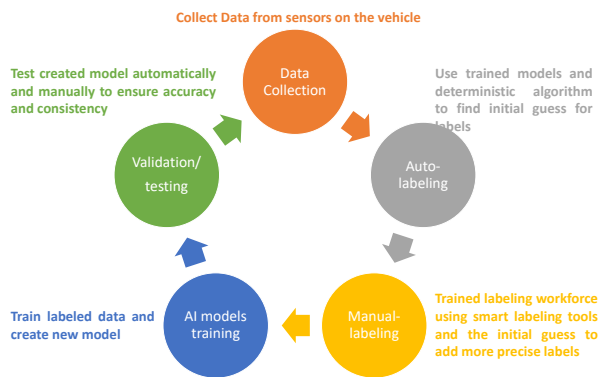 Collect Data from sensors on the vehicle
Data
Collection
Test created model automatically
and manually to ensure accuracy
and consistency
Use trained models and
deterministic algorithm
to find initial guess for
labels
Validation/
testing
Auto-
labeling
Train labeled data and
create new model
AI models
training
Manual-
labeling
Trained labeling workforce
using smart labeling tools
and the initial guess to
add more precise labels